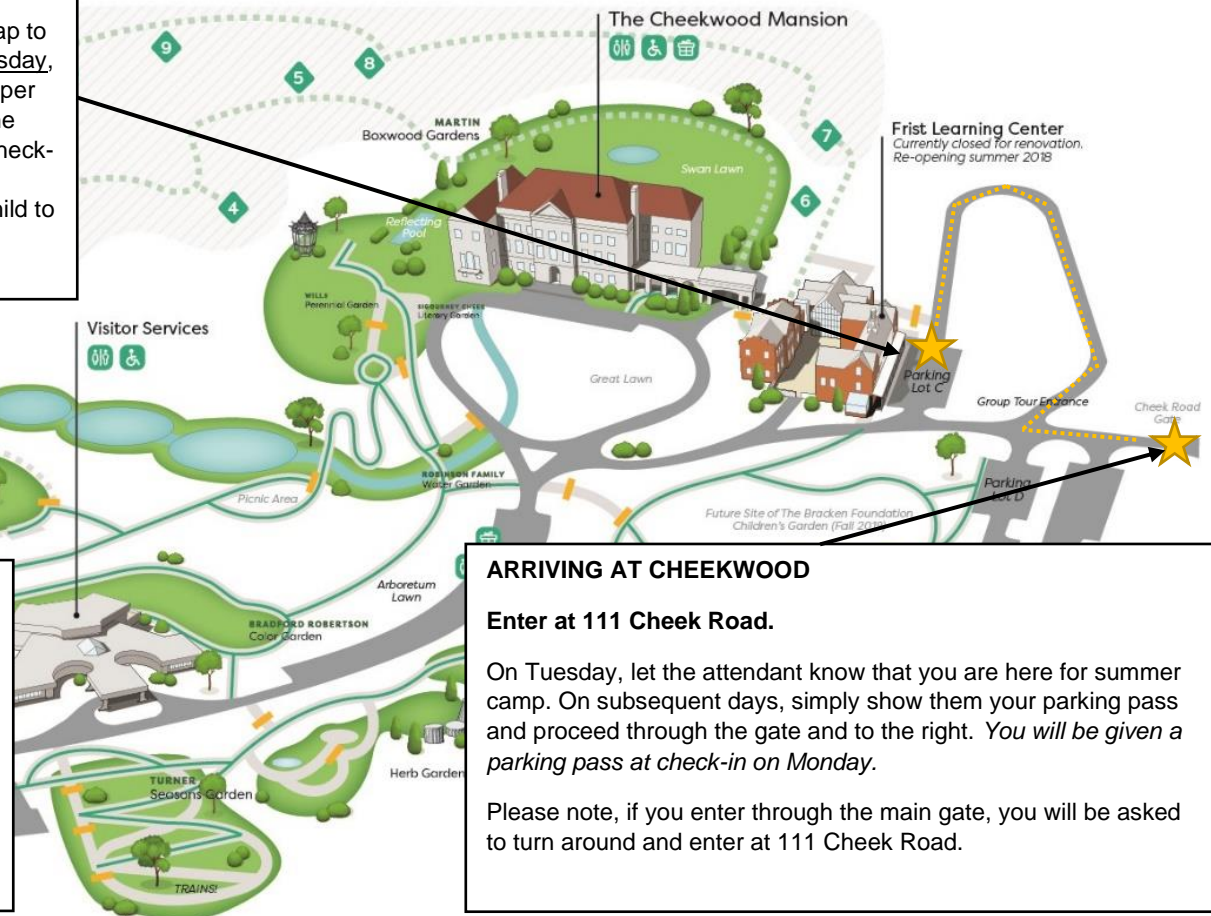 ap to
sday,
per
ne
heck-
hild to
9
5
8
4
7
6
The Cheekwood Mansion
MARTIN
Boxwood Gardens
Swan Lawn
Reflecting
Pool
Frist Learning Center
Currently closed for renovation,
Re-opening summer 2018
WILLS
Perennial Garden
SIGOURNEY CHEEK
Literary Garden
Visitor Services
Great Lawn
Parking
Lot C
Group Tour Entrance
Cheek Road
Gate
ROBINSON FAMILY
Water Garden
Picnic Area
Parking
Lot D
Future Site of The Bracken Foundation
Children's Garden (Fall 2019)
Arboretum
Lawn
BRADFORD ROBERTSON
Color Garden
Herb Garden
TURNER
Seasons Garden
TRAINS!
ARRIVING AT CHEEKWOOD
Enter at 111 Cheek Road.
On Tuesday, let the attendant know that you are here for summer
camp. On subsequent days, simply show them your parking pass
and proceed through the gate and to the right. You will be given a
parking pass at check-in on Monday.
Please note, if you enter through the main gate, you will be asked
to turn around and enter at 111 Cheek Road.